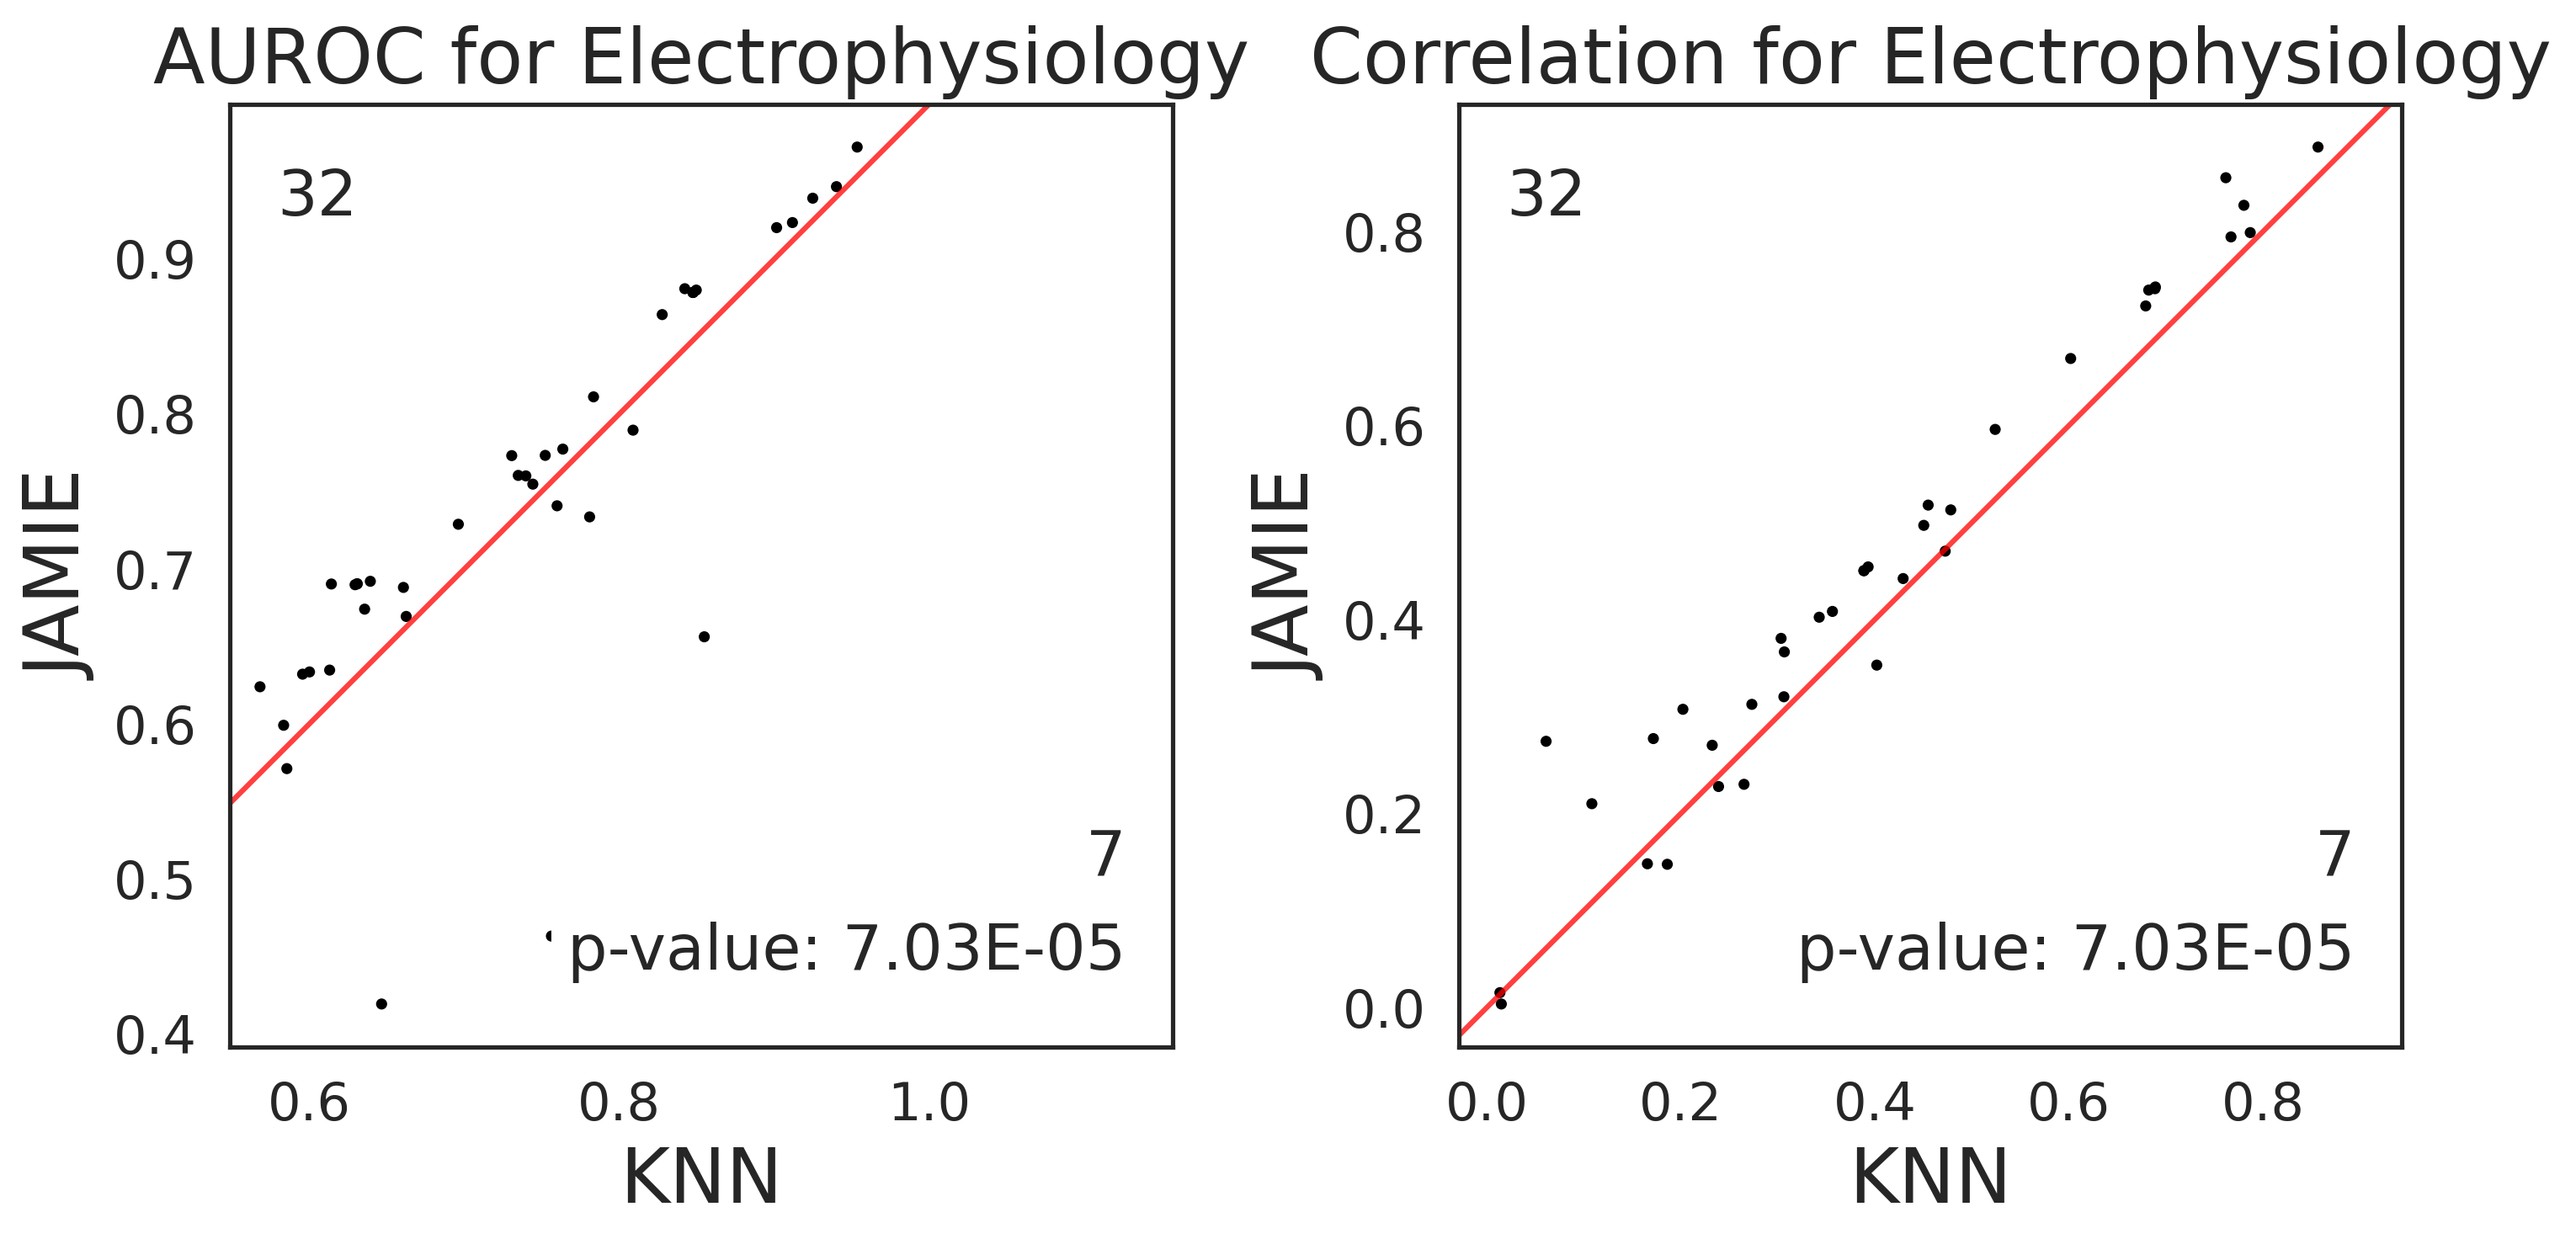 AUROC for Electrophysiology
32
0.9
0.8
0.7
0.6
0.5
0.4
JAMIE
7
p-value: 7.03E-05
0.6 0.8 1.0
KNN
Correlation for Electrophysiology
32
0.8
0.6
0.4
0.2
0.0
JAMIE
7
p-value: 7.03E-05
0.0 0.2 0.4 0.6 0.8
KNN